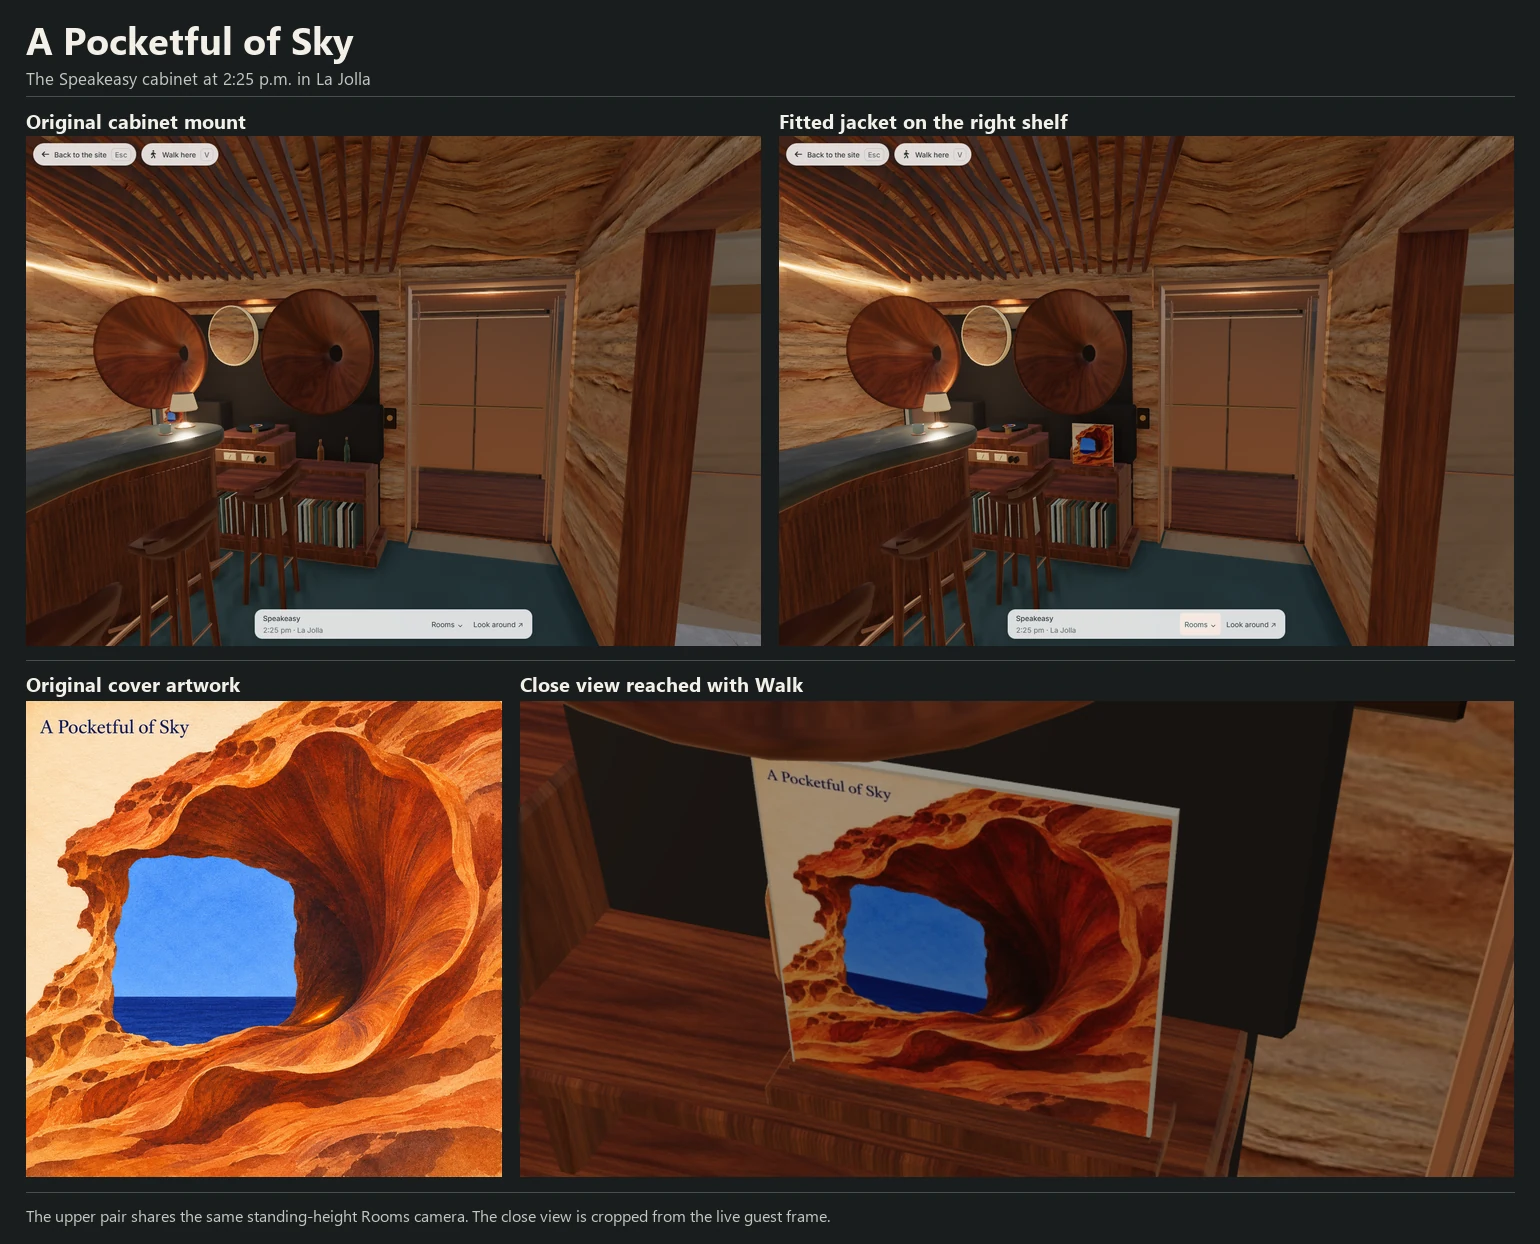 A Pocketful of Sky
The Speakeasy cabinet at 2:25 p.m. in La Jolla
Original cabinet mount
Fitted jacket on the right shelf
← Back to the site Esc
Walk here V
← Back to the site Esc
Walk here V
Speakeasy
2:25 pm · La Jolla
Rooms
Look around ↗
Speakeasy
2:25 pm · La Jolla
Rooms
Look around ↗
Original cover artwork
Close view reached with Walk
A Pocketful of Sky
A Pocketful of Sky
The upper pair shares the same standing-height Rooms camera. The close view is cropped from the live guest frame.